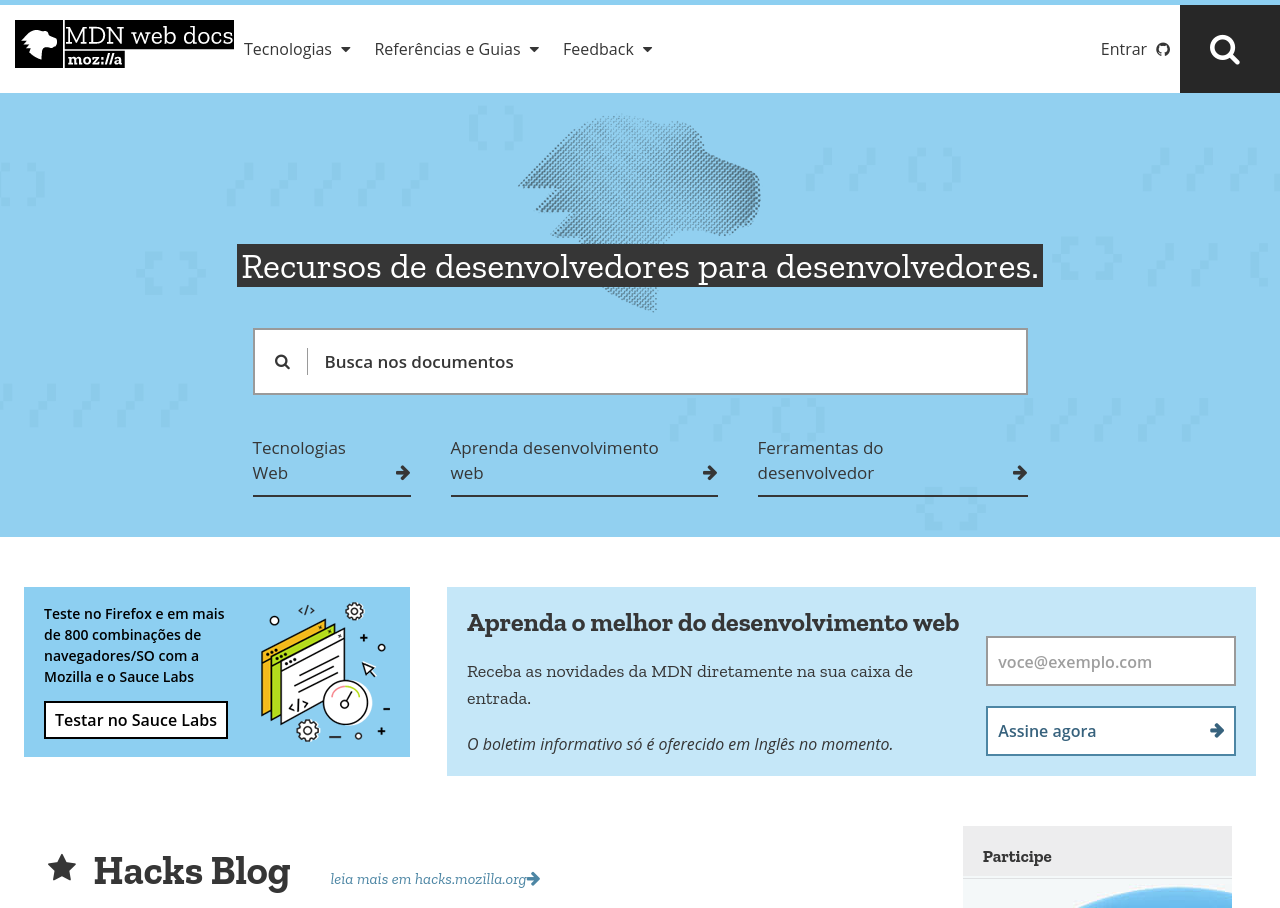 MDN web docs
moz://a
Tecnologias
Referências e Guias
Feedback
Entrar
Recursos de desenvolvedores para desenvolvedores.
Busca nos documentos
Tecnologias
Web
Aprenda desenvolvimento
web
Ferramentas do
desenvolvedor
Teste no Firefox e em mais
de 800 combinações de
navegadores/SO com a
Mozilla e o Sauce Labs
Testar no Sauce Labs
Aprenda o melhor do desenvolvimento web
Receba as novidades da MDN diretamente na sua caixa de
entrada.
O boletim informativo só é oferecido em Inglês no momento.
voce@exemplo.com
Assine agora
Hacks Blog
leia mais em hacks.mozilla.org
Participe